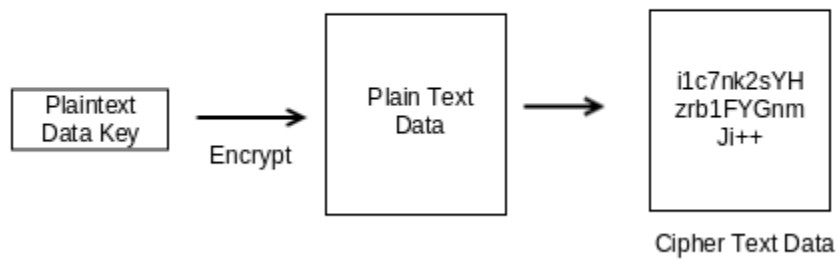 Plaintext
Data Key
Encrypt
Plain Text
Data
i1c7nk2sYH
zrb1FYGnm
Ji++
Cipher Text Data